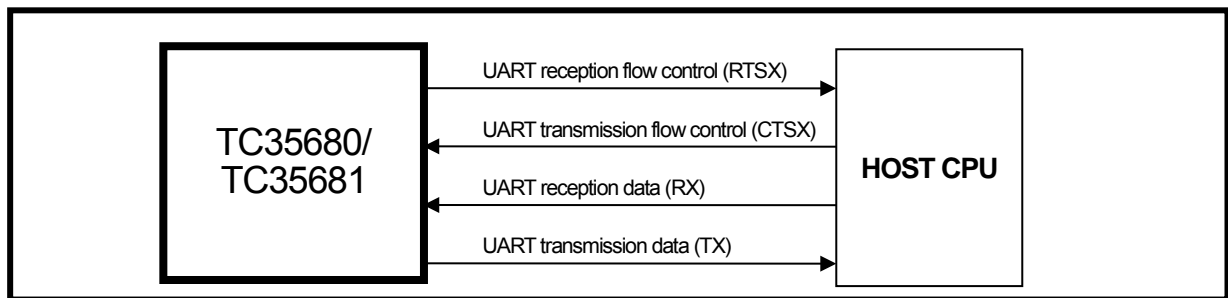 TC35680/
TC35681
UART reception flow control (RTSX)
UART transmission flow control (CTSX)
UART reception data (RX)
UART transmission data (TX)
HOST CPU